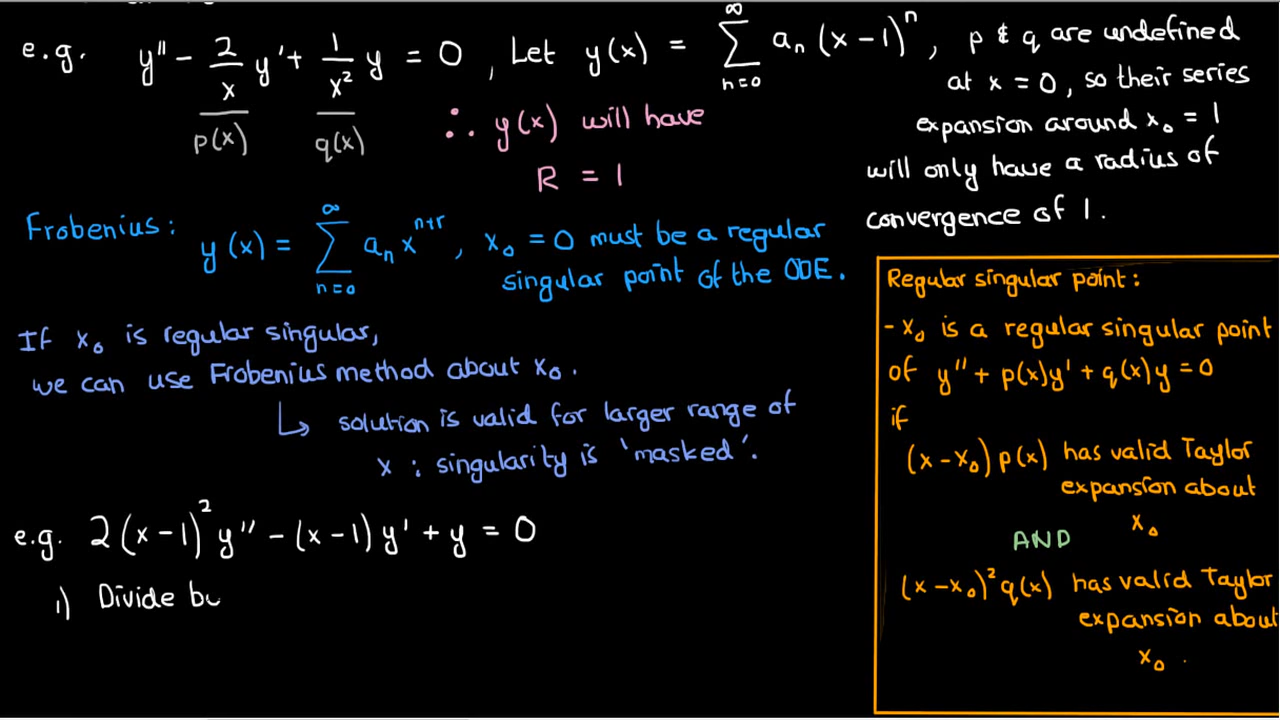 e.g. y'' - 2/x y' + 1/x² y = 0 , Let y(x) = ∑_{n=0}^{∞} aₙ (x-1)ⁿ , p & q are undefined
at x = 0, so their series
expansion around x₀ = 1
will only have a radius of
convergence of 1.
p(x) q(x)
∴ y(x) will have
R = 1
Frobenius: y(x) = ∑_{n=0}^{∞} aₙ x^{n+r} , x₀ = 0 must be a regular
singular point of the ODE.
If x₀ is regular singular,
we can use Frobenius method about x₀.
↳ solution is valid for larger range of
x : singularity is 'masked'.
e.g. 2(x-1)² y'' - (x-1) y' + y = 0
1) Divide by
Regular singular point:
- x₀ is a regular singular point
of y'' + p(x)y' + q(x)y = 0
if
(x-x₀) p(x) has valid Taylor
expansion about
x₀
AND
(x-x₀)² q(x) has valid Taylor
expansion about
x₀ .